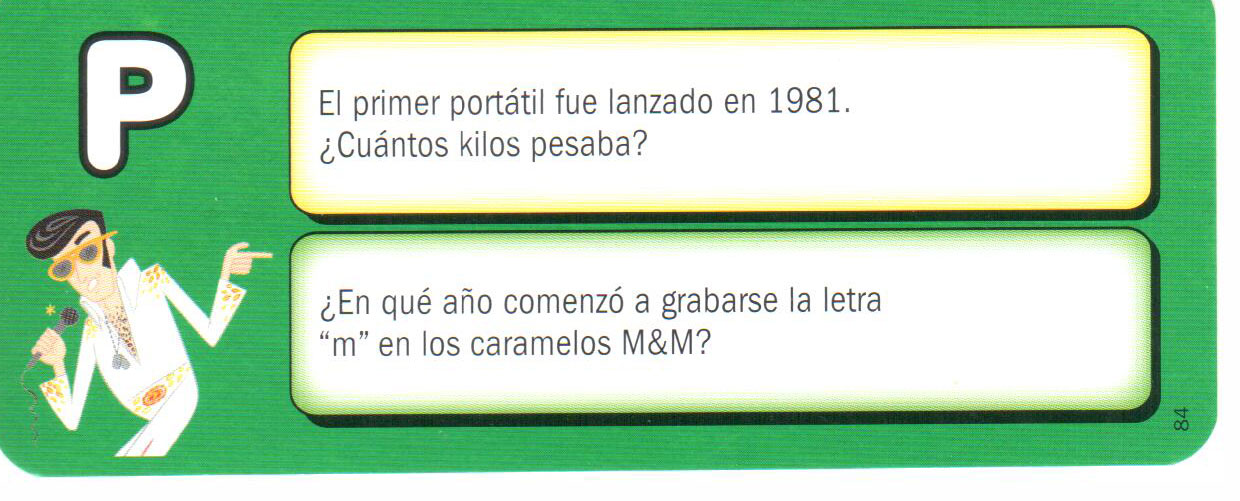 P
El primer portátil fue lanzado en 1981.
¿Cuántos kilos pesaba?
¿En qué año comenzó a grabarse la letra
“m” en los caramelos M&M?
84